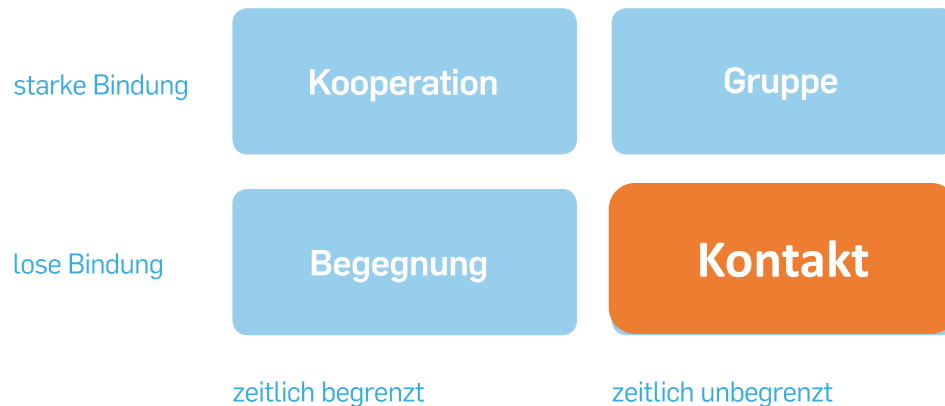 starke Bindung
Kooperation
Gruppe
lose Bindung
Begegnung
Kontakt
zeitlich begrenzt
zeitlich unbegrenzt